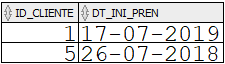 ID_CLIENTE DT_INI_PREN
1 17-07-2019
5 26-07-2018